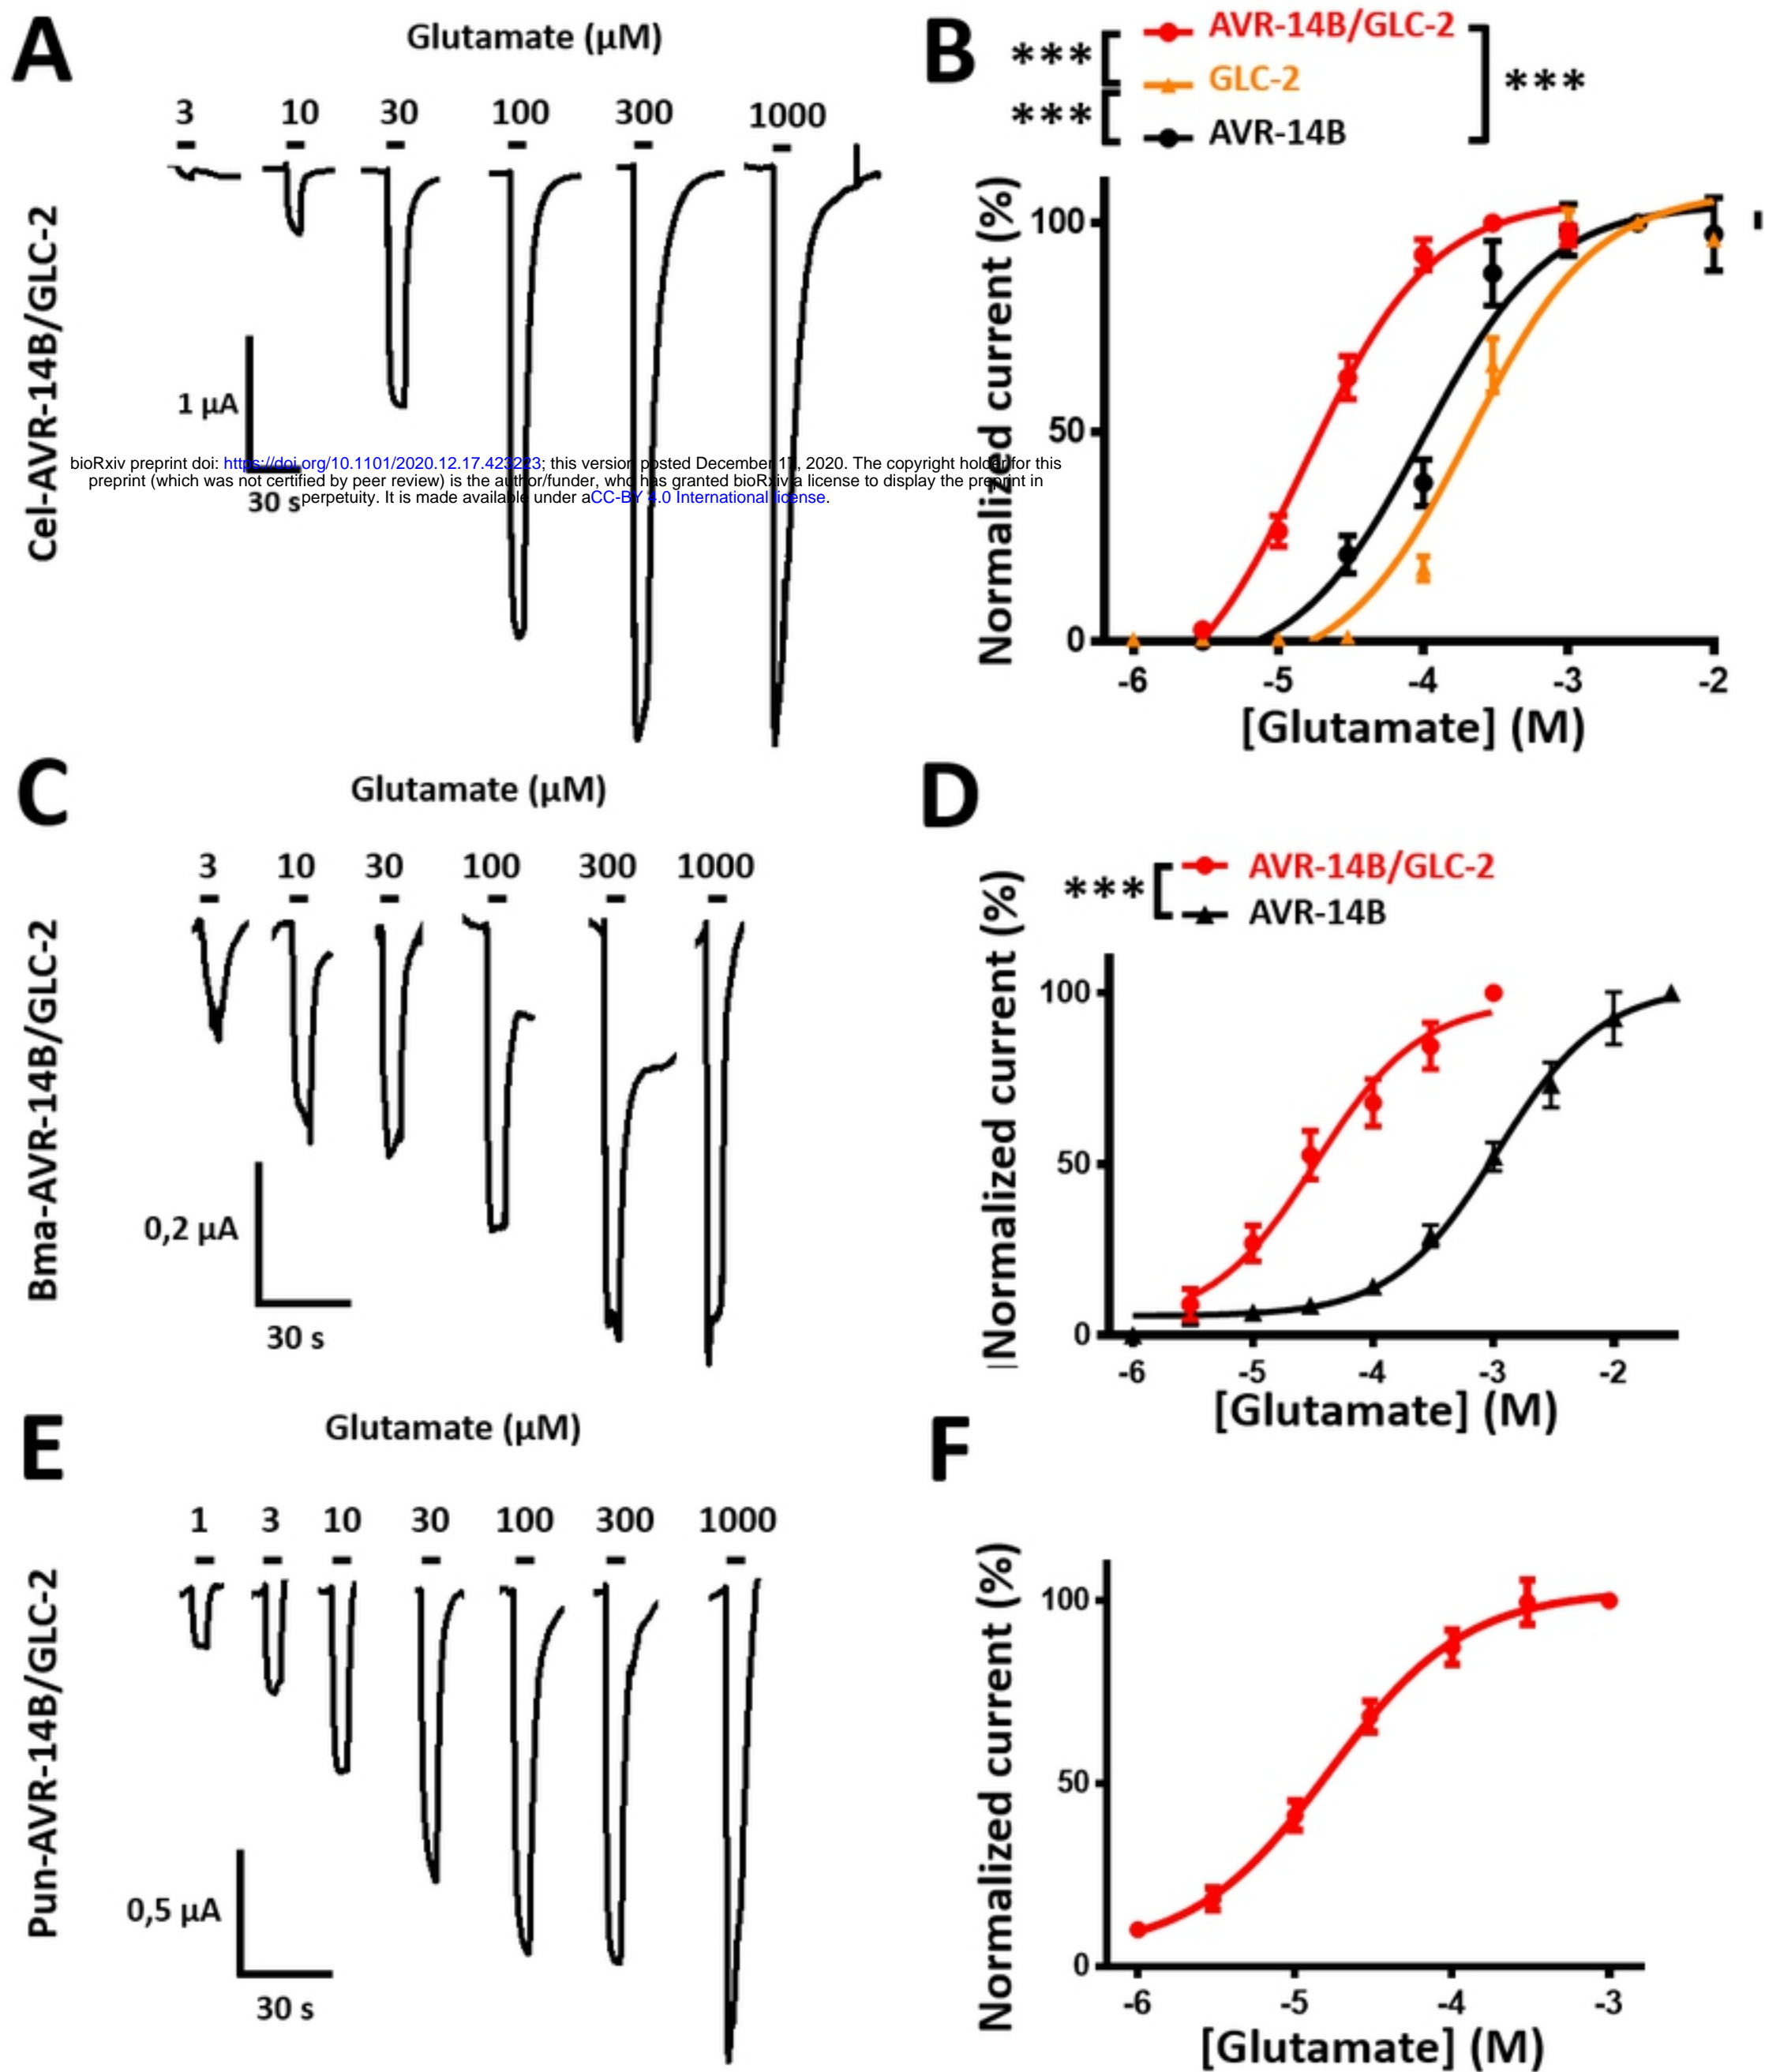 A
Glutamate (µM)
3 10 30 100 300 1000
Cel-AVR-14B/GLC-2
1 µA
30 s
bioRxiv preprint doi: https://doi.org/10.1101/2020.12.17.423223; this version posted December 17, 2020. The copyright holder for this
preprint (which was not certified by peer review) is the author/funder, who has granted bioRxiv a license to display the preprint in
perpetuity. It is made available under aCC-BY 4.0 International license.
B
AVR-14B/GLC-2
GLC-2
AVR-14B
***
***
***
Normalized current (%)
100
50
0
-6 -5 -4 -3 -2
[Glutamate] (M)
C
Glutamate (µM)
3 10 30 100 300 1000
Bma-AVR-14B/GLC-2
0,2 µA
30 s
D
AVR-14B/GLC-2
AVR-14B
***
Normalized current (%)
100
50
0
-6 -5 -4 -3 -2
[Glutamate] (M)
E
Glutamate (µM)
1 3 10 30 100 300 1000
Pun-AVR-14B/GLC-2
0,5 µA
30 s
F
Normalized current (%)
100
50
0
-6 -5 -4 -3
[Glutamate] (M)